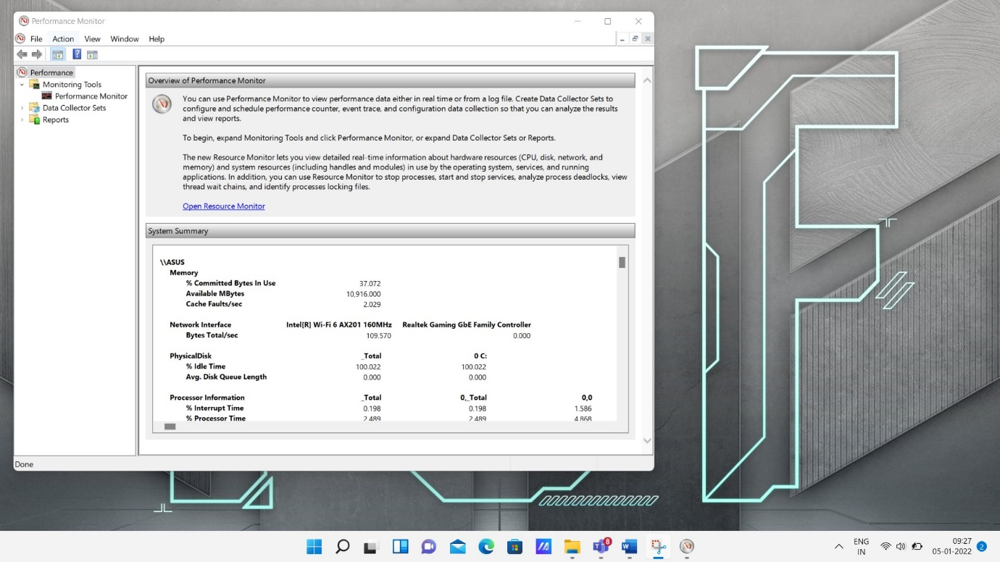 Performance Monitor
File Action View Window Help
Performance
Monitoring Tools
Performance Monitor
Data Collector Sets
Reports
Overview of Performance Monitor
You can use Performance Monitor to view performance data either in real time or from a log file. Create Data Collector Sets to
configure and schedule performance counter, event trace, and configuration data collection so that you can analyze the results
and view reports.
To begin, expand Monitoring Tools and click Performance Monitor, or expand Data Collector Sets or Reports.
The new Resource Monitor lets you view detailed real-time information about hardware resources (CPU, disk, network, and
memory) and system resources (including handles and modules) in use by the operating system, services, and running
applications. In addition, you can use Resource Monitor to stop processes, start and stop services, analyze process deadlocks, view
thread wait chains, and identify processes locking files.
Open Resource Monitor
System Summary
\\ASUS
Memory
% Committed Bytes In Use 37.072
Available MBytes 10,916.000
Cache Faults/sec 2.029
Network Interface Intel[R] Wi-Fi 6 AX201 160MHz Realtek Gaming GbE Family Controller
Bytes Total/sec 109.570 0.000
PhysicalDisk _Total 0 C:
% Idle Time 100.022 100.022
Avg. Disk Queue Length 0.000 0.000
Processor Information _Total 0,_Total 0,0
% Interrupt Time 0.198 0.198 1.586
% Processor Time 2.489 2.489 4.868
Done
8
W
ENG
IN
09:27
05-01-2022
2